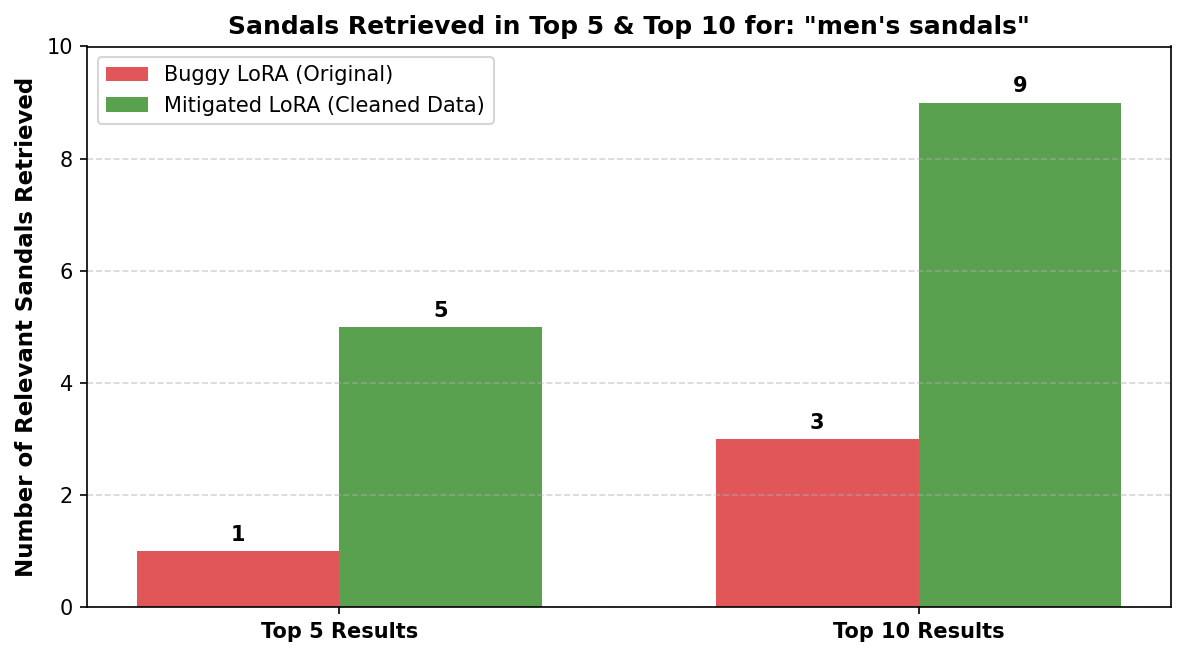 Sandals Retrieved in Top 5 & Top 10 for: "men's sandals"
Number of Relevant Sandals Retrieved
10
8
6
4
2
0
Buggy LoRA (Original)
Mitigated LoRA (Cleaned Data)
1
5
3
9
Top 5 Results
Top 10 Results